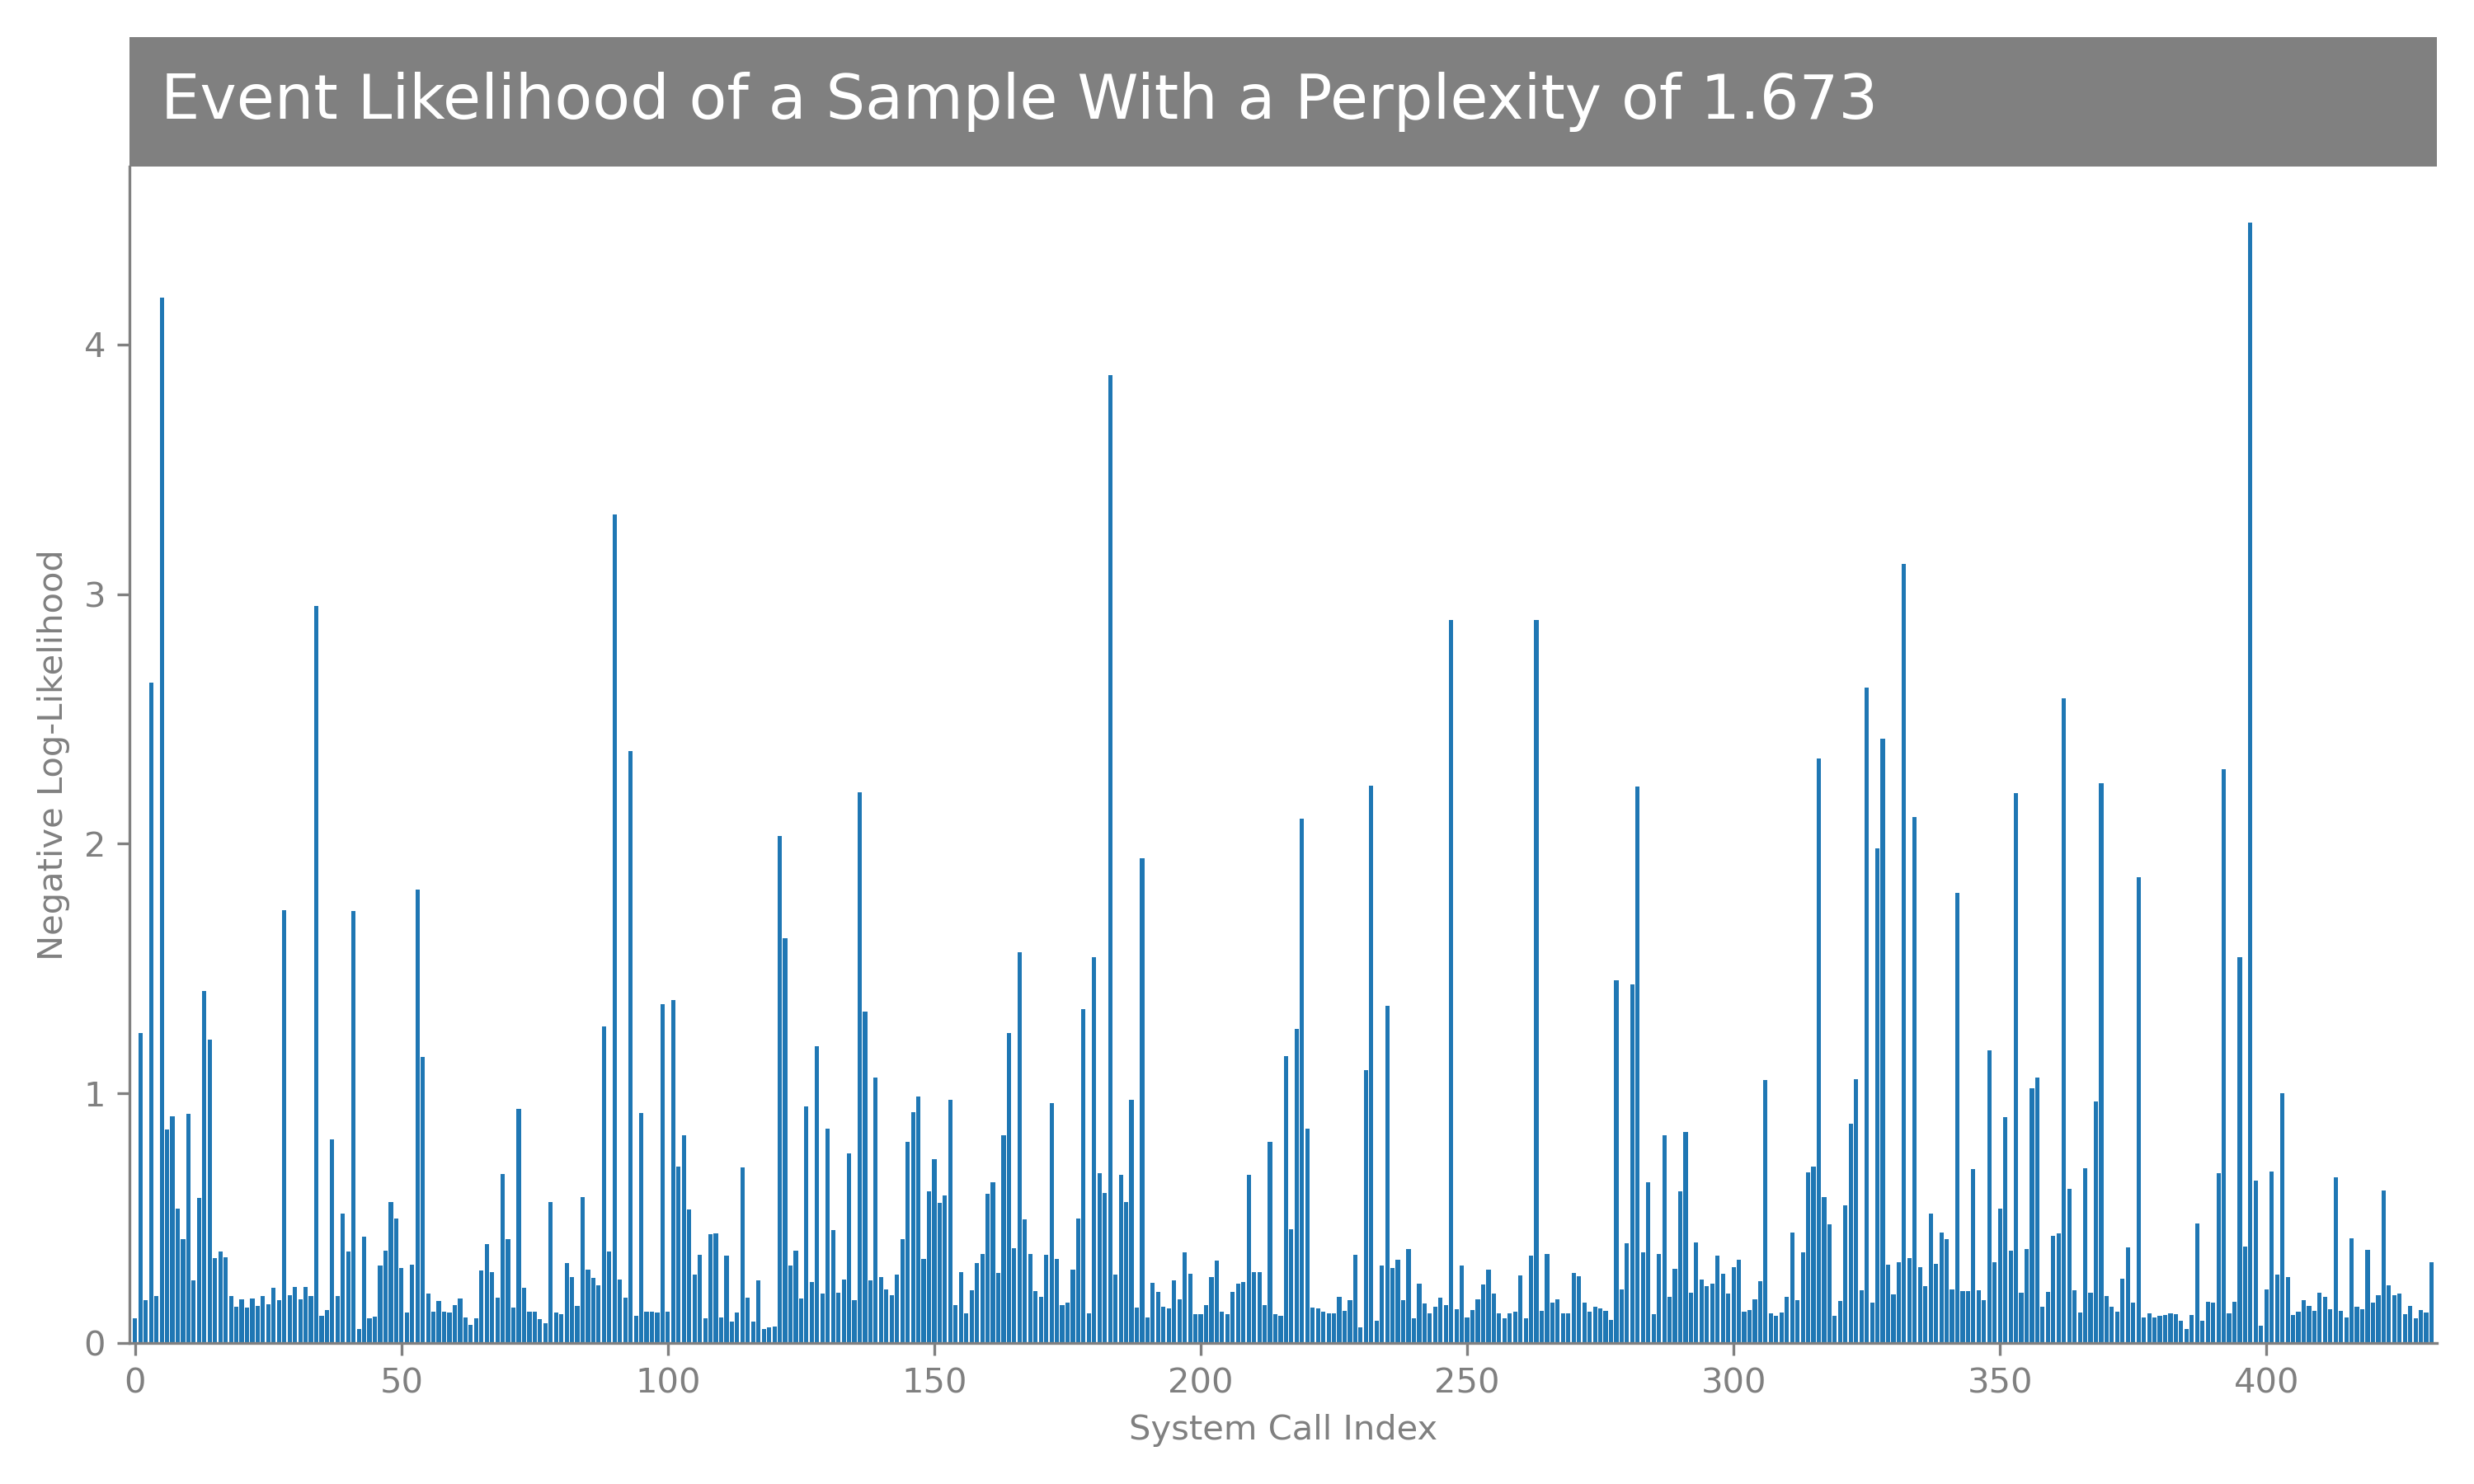 Event Likelihood of a Sample With a Perplexity of 1.673
Negative Log-Likelihood
4
3
2
1
0
0 50 100 150 200 250 300 350 400
System Call Index